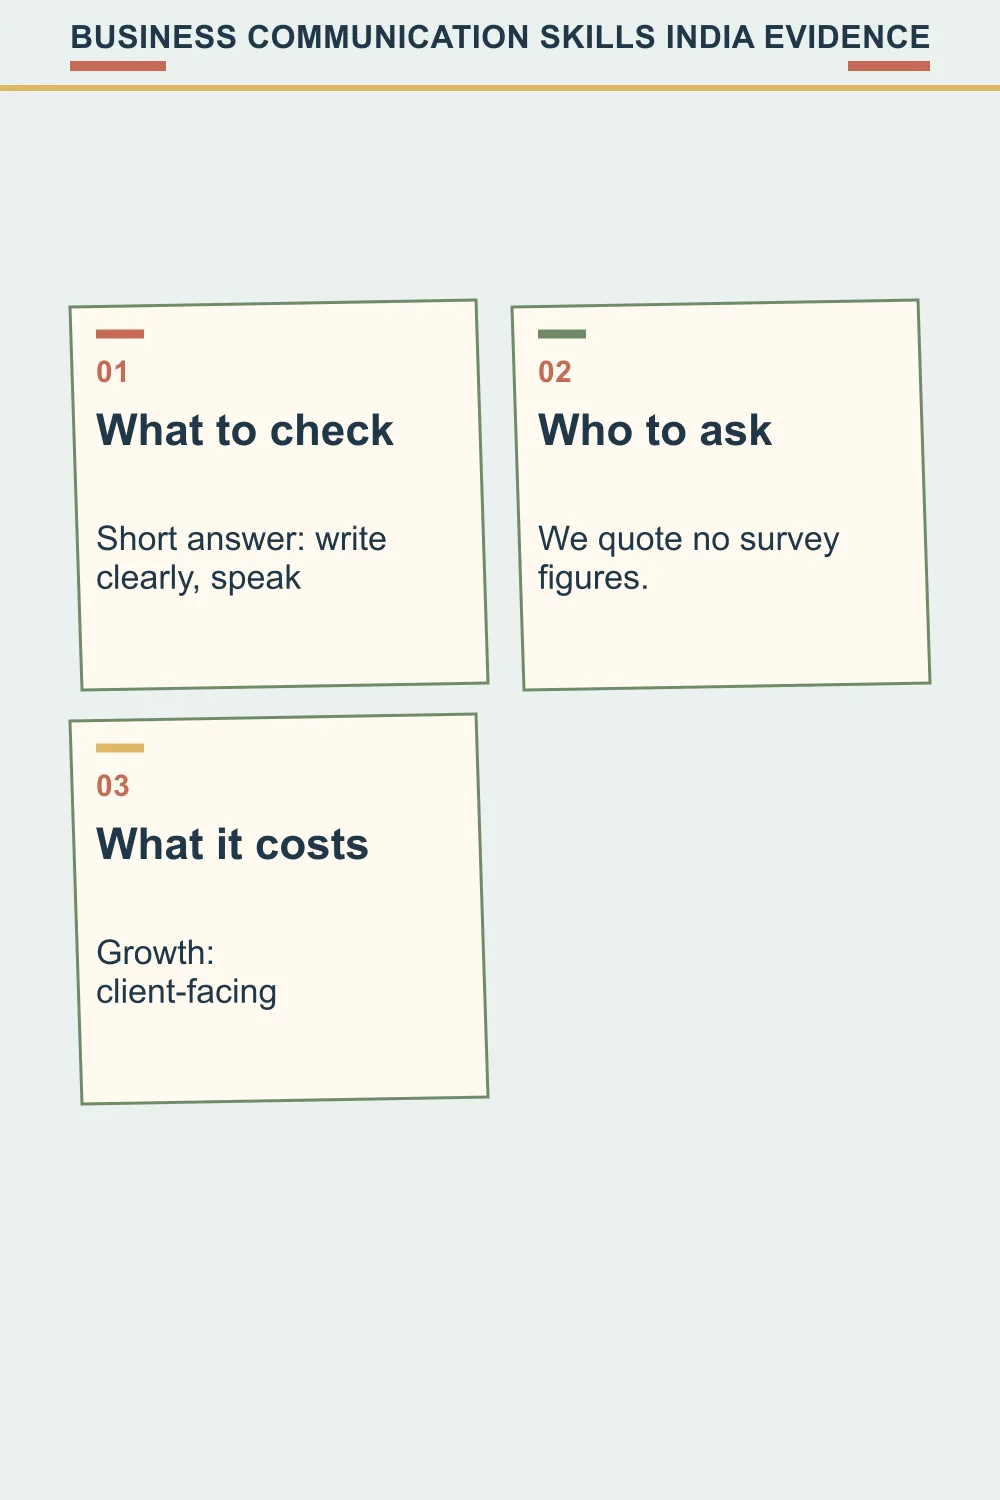 BUSINESS COMMUNICATION SKILLS INDIA EVIDENCE
01
What to check
Short answer: write
clearly, speak
02
Who to ask
We quote no survey
figures.
03
What it costs
Growth:
client-facing